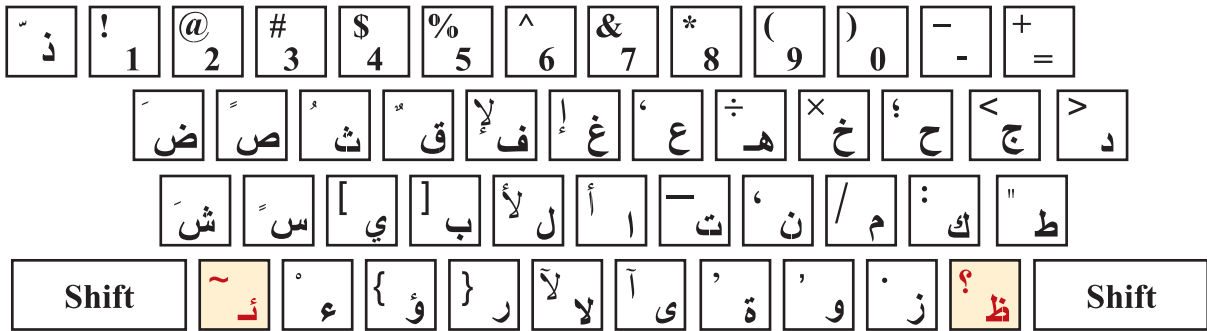 ّ ذ ! 1 @ 2 # 3 $ 4 % 5 ^ 6 & 7 * 8 ( 9 ) 0 – - + =
َ ض ً ص ُ ث ٌ ق لإ ف إ غ ‘ ع ÷ هـ × خ ؛ ح < ج > د
َ ش ً س [ ي ] ب لأ ل أ ا – ت ‘ ن / م : ك " ط
Shift ~ ئـ ْ ء { ؤ } ر لآ لا آ ى ’ ة ’ و . ز ؟ ظ Shift